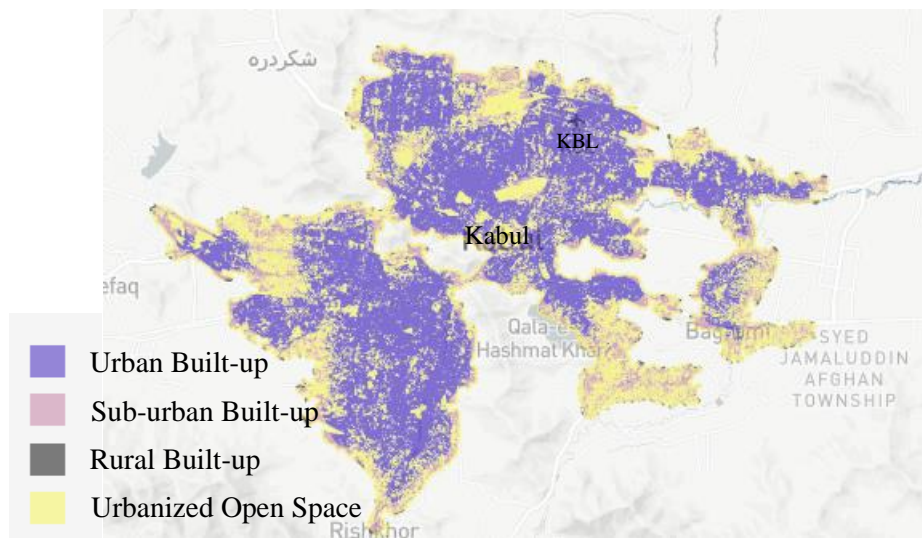 شكردره
KBL
Kabul
efaq
Qala-e-
Hashmat Khan
Bagrami
SYED
JAMALUDDIN
AFGHAN
TOWNSHIP
Urban Built-up
Sub-urban Built-up
Rural Built-up
Urbanized Open Space
Rishkhor